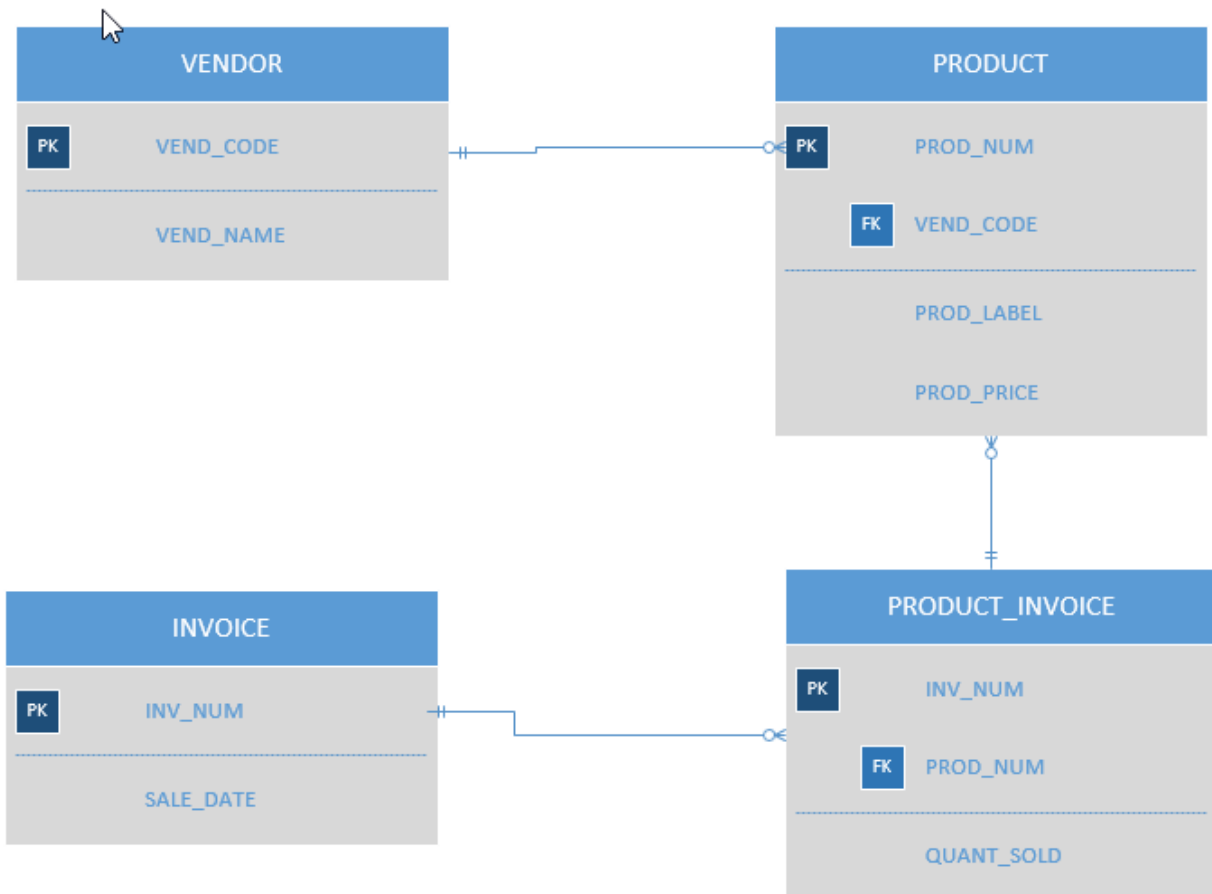 VENDOR
PK VEND_CODE
VEND_NAME
PRODUCT
PK PROD_NUM
FK VEND_CODE
PROD_LABEL
PROD_PRICE
INVOICE
PK INV_NUM
SALE_DATE
PRODUCT_INVOICE
PK INV_NUM
FK PROD_NUM
QUANT_SOLD